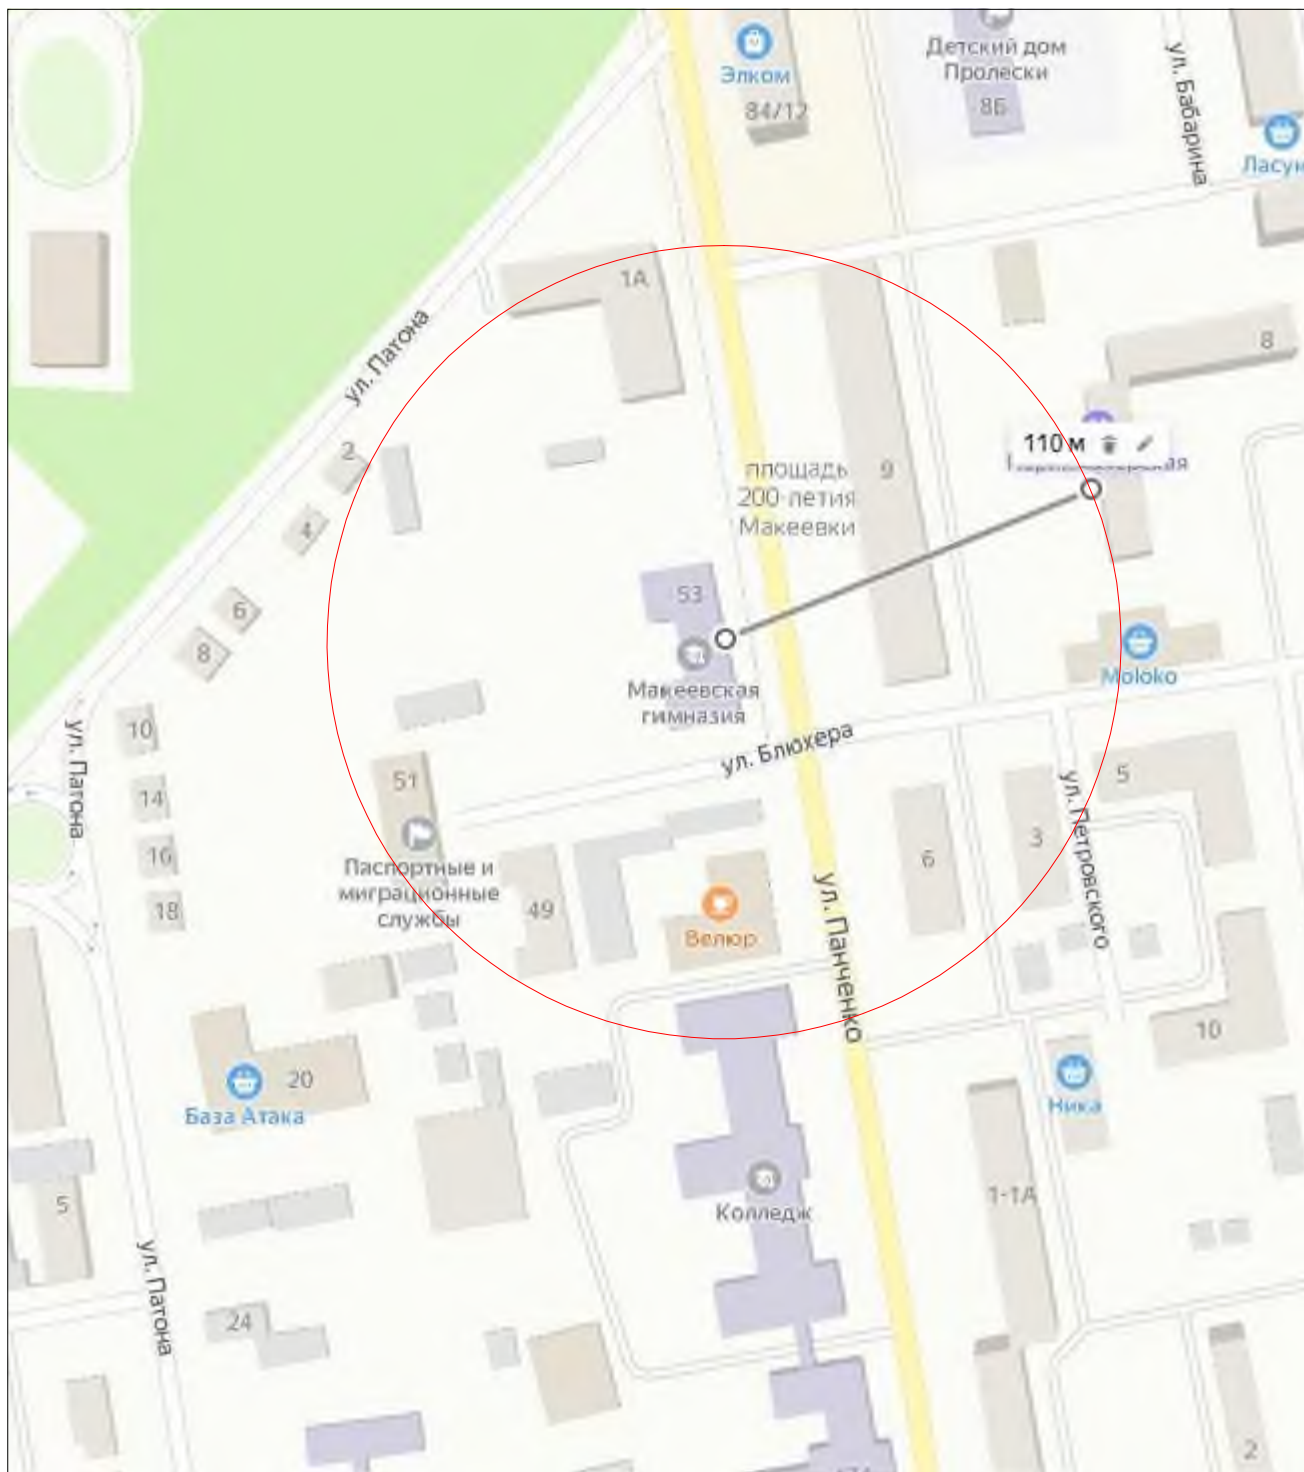 Детский дом
Пролески
8Б
Элком
84/12
ул. Бабарина
1А
ул. Патона
8
2
110 м
площадь
200-летия
Макеевки
9
4
53
6
8
Макеевская
гимназия
Moloko
10
ул. Патона
ул. Блюхера
51
5
14
ул. Петровского
3
16
6
Паспортные и
миграционные
службы
18
49
Велюр
ул. Панченко
10
20
База Атака
Ника
1-1А
5
Колледж
ул. Патона
24
2